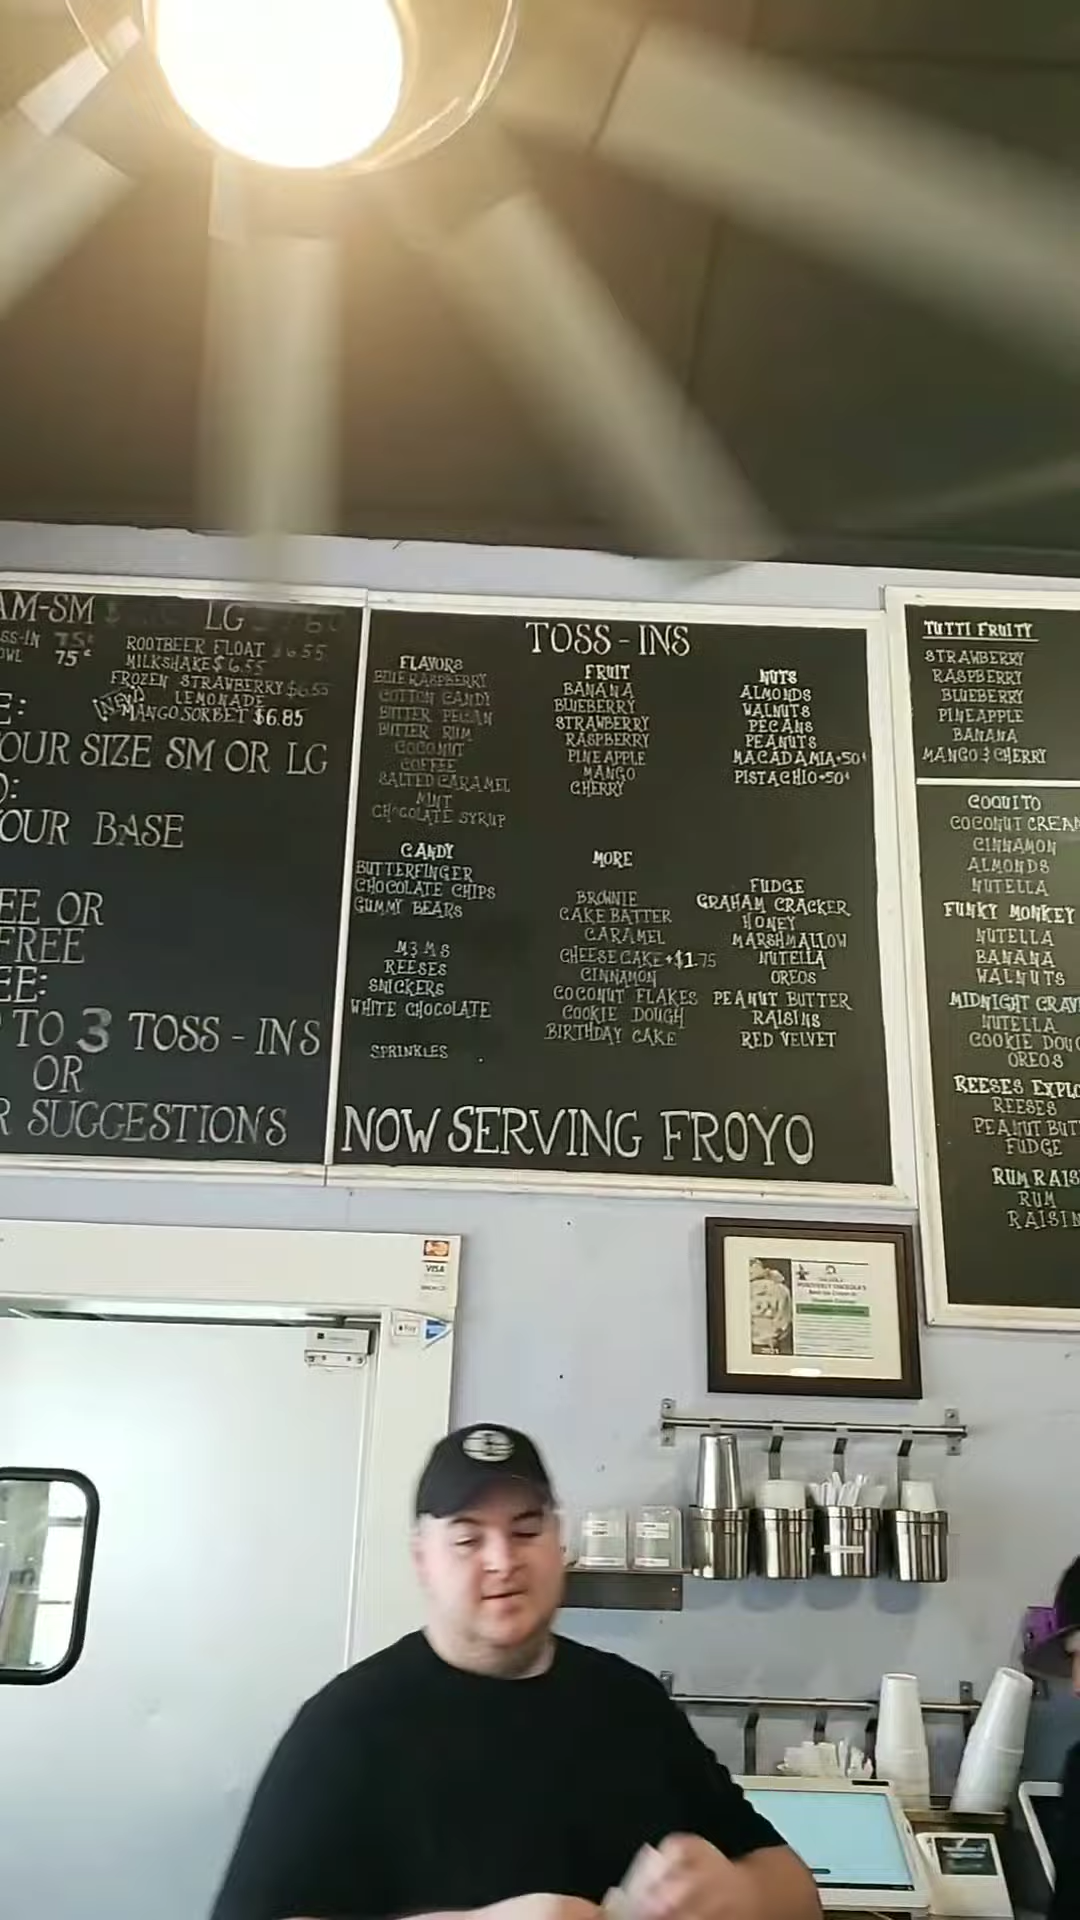 AM-SM LG
SS-IN 75¢
OWL 75¢
ROOTBEER FLOAT $6.55
MILKSHAKE $6.55
FROZEN STRAWBERRY $6.55
LEMONADE
NEW MANGO SORBET $6.85
E:
OUR SIZE SM OR LG
O:
OUR BASE
EE OR
FREE
EE:
TO 3 TOSS-INS
OR
R SUGGESTIONS
TOSS-INS
FLAVORS
BLUE RASPBERRY
COTTON CANDY
BUTTER PECAN
BUTTER RUM
COCONUT
COFFEE
SALTED CARAMEL
MINT
CHOCOLATE SYRUP
CANDY
BUTTERFINGER
CHOCOLATE CHIPS
GUMMY BEARS
M&MS
REESES
SNICKERS
WHITE CHOCOLATE
SPRINKLES
FRUIT
BANANA
BLUEBERRY
STRAWBERRY
RASPBERRY
PINEAPPLE
MANGO
CHERRY
MORE
BROWNIE
CAKE BATTER
CARAMEL
CHEESECAKE+$1.75
CINNAMON
COCONUT FLAKES
COOKIE DOUGH
BIRTHDAY CAKE
NUTS
ALMONDS
WALNUTS
PECANS
PEANUTS
MACADAMIA+50¢
PISTACHIO+50¢
FUDGE
GRAHAM CRACKER
HONEY
MARSHMALLOW
NUTELLA
OREOS
PEANUT BUTTER
RAISINS
RED VELVET
NOW SERVING FROYO
TUTTI FRUITY
STRAWBERRY
RASPBERRY
BLUEBERRY
PINEAPPLE
BANANA
MANGO & CHERRY
COQUITO
COCONUT CREAM
CINNAMON
ALMONDS
NUTELLA
FUNKY MONKEY
NUTELLA
BANANA
WALNUTS
MIDNIGHT CRAVI
NUTELLA
COOKIE DOUG
OREOS
REESES EXPLO
REESES
PEANUT BUTT
FUDGE
RUM RAIS
RUM
RAISIN
VISA
Pay
2021